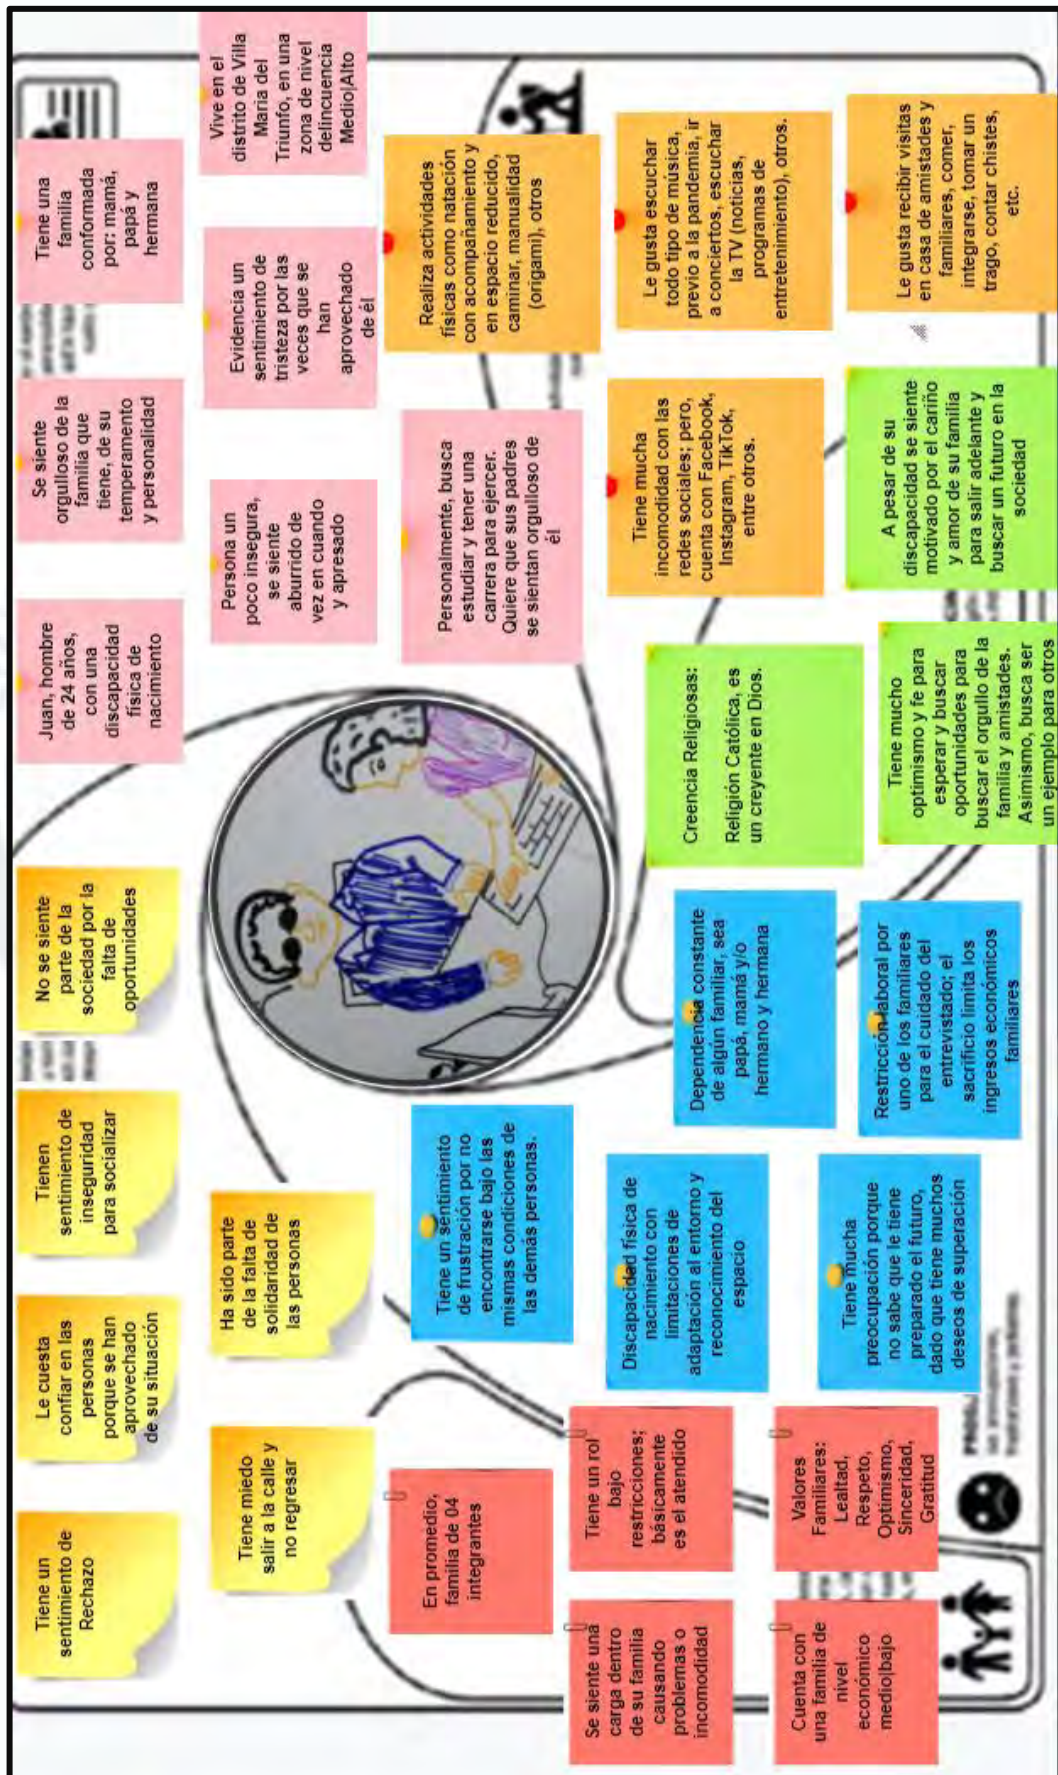 Tiene un
sentimiento de
Rechazo
Le cuesta
confiar en las
personas
porque se han
aprovechado
de su situación
Tienen
sentimiento de
inseguridad
para socializar
No se siente
parte de la
sociedad por la
falta de
oportunidades
Juan, hombre
de 24 años,
con una
discapacidad
física de
nacimiento
Se siente
orgulloso de la
familia que
tiene, de su
temperamento
y personalidad
Tiene una
familia
conformada
por: mamá,
papá y
hermana
Tiene miedo
salir a la calle y
no regresar
Ha sido parte
de la falta de
solidaridad de
las personas
Persona un
poco insegura,
se siente
aburrido de
vez en cuando
y apresado
Evidencia un
sentimiento de
tristeza por las
veces que se
han
aprovechado
de él
Vive en el
distrito de Villa
Maria del
Triunfo, en una
zona de nivel
delincuencia
Medio|Alto
En promedio,
familia de 04
integrantes
Tiene un sentimiento
de frustración por no
encontrarse bajo las
mismas condiciones de
las demás personas.
Personalmente, busca
estudiar y tener una
carrera para ejercer.
Quiere que sus padres
se sientan orgulloso de
él
Realiza actividades
físicas como natación
con acompañamiento y
en espacio reducido,
caminar, manualidad
(origami), otros
Se siente una
carga dentro
de su familia
causando
problemas o
incomodidad
Tiene un rol
bajo
restricciones;
básicamente
es el atendido
Discapacidad física de
nacimiento con
limitaciones de
adaptación al entorno y
reconocimiento del
espacio
Dependencia constante
de algún familiar, sea
papá, mamá y/o
hermano y hermana
Creencia Religiosas:
Religión Católica, es
un creyente en Dios.
Tiene mucha
incomodidad con las
redes sociales; pero,
cuenta con Facebook,
Instagram, TikTok,
entre otros.
Le gusta escuchar
todo tipo de música,
previo a la pandemia, ir
a conciertos, escuchar
la TV (noticias,
programas de
entretenimiento), otros.
Cuenta con
una familia de
nivel
económico
medio|bajo
Valores
Familiares:
Lealtad,
Respeto,
Optimismo,
Sinceridad,
Gratitud
Tiene mucha
preocupación porque
no sabe que le tiene
preparado el futuro,
dado que tiene muchos
deseos de superación
Restricción laboral por
uno de los familiares
para el cuidado del
entrevistado; el
sacrificio limita los
ingresos económicos
familiares
Tiene mucho
optimismo y fe para
esperar y buscar
oportunidades para
buscar el orgullo de la
familia y amistades.
Asimismo, busca ser
un ejemplo para otros
A pesar de su
discapacidad se siente
motivado por el cariño
y amor de su familia
para salir adelante y
buscar un futuro en la
sociedad
Le gusta recibir visitas
en casa de amistades y
familiares, comer,
integrarse, tomar un
trago, contar chistes,
etc.